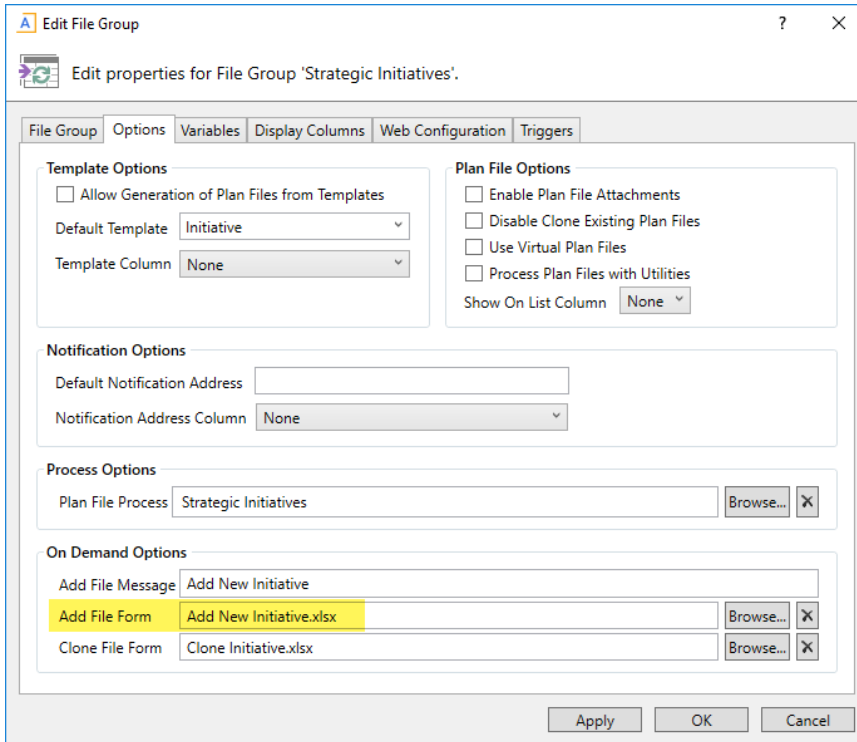 A Edit File Group ?
Edit properties for File Group 'Strategic Initiatives'.
File Group Options Variables Display Columns Web Configuration Triggers
Template Options
Allow Generation of Plan Files from Templates
Default Template Initiative
Template Column None
Plan File Options
Enable Plan File Attachments
Disable Clone Existing Plan Files
Use Virtual Plan Files
Process Plan Files with Utilities
Show On List Column None
Notification Options
Default Notification Address
Notification Address Column None
Process Options
Plan File Process Strategic Initiatives Browse...
On Demand Options
Add File Message Add New Initiative
Add File Form Add New Initiative.xlsx Browse...
Clone File Form Clone Initiative.xlsx Browse...
Apply OK Cancel